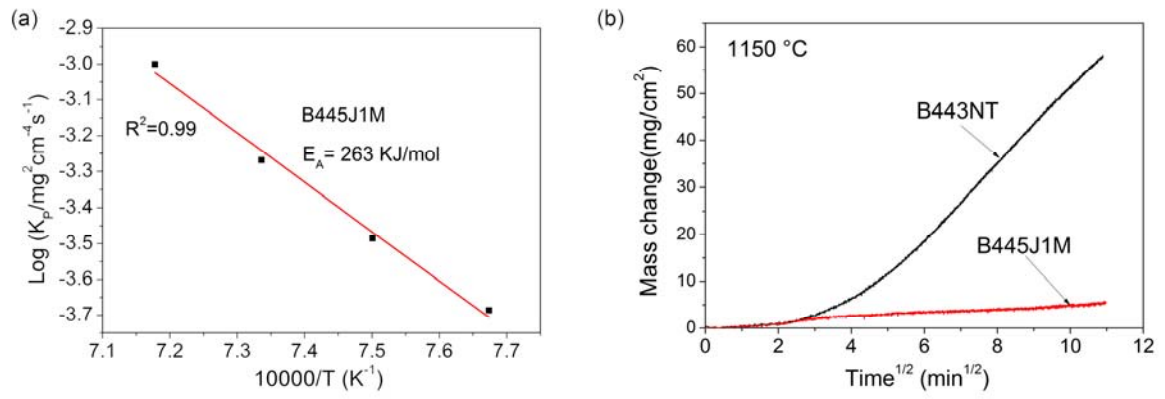 (a)
-2.9
-3.0
-3.1
-3.2
-3.3
-3.4
-3.5
-3.6
-3.7
Log (K_P/mg²cm⁻⁴s⁻¹)
R²=0.99
B445J1M
E_A= 263 KJ/mol
7.1 7.2 7.3 7.4 7.5 7.6 7.7
10000/T (K⁻¹)
(b)
60
50
40
30
20
10
0
Mass change(mg/cm²)
1150 °C
B443NT
B445J1M
0 2 4 6 8 10 12
Time^1/2 (min^1/2)